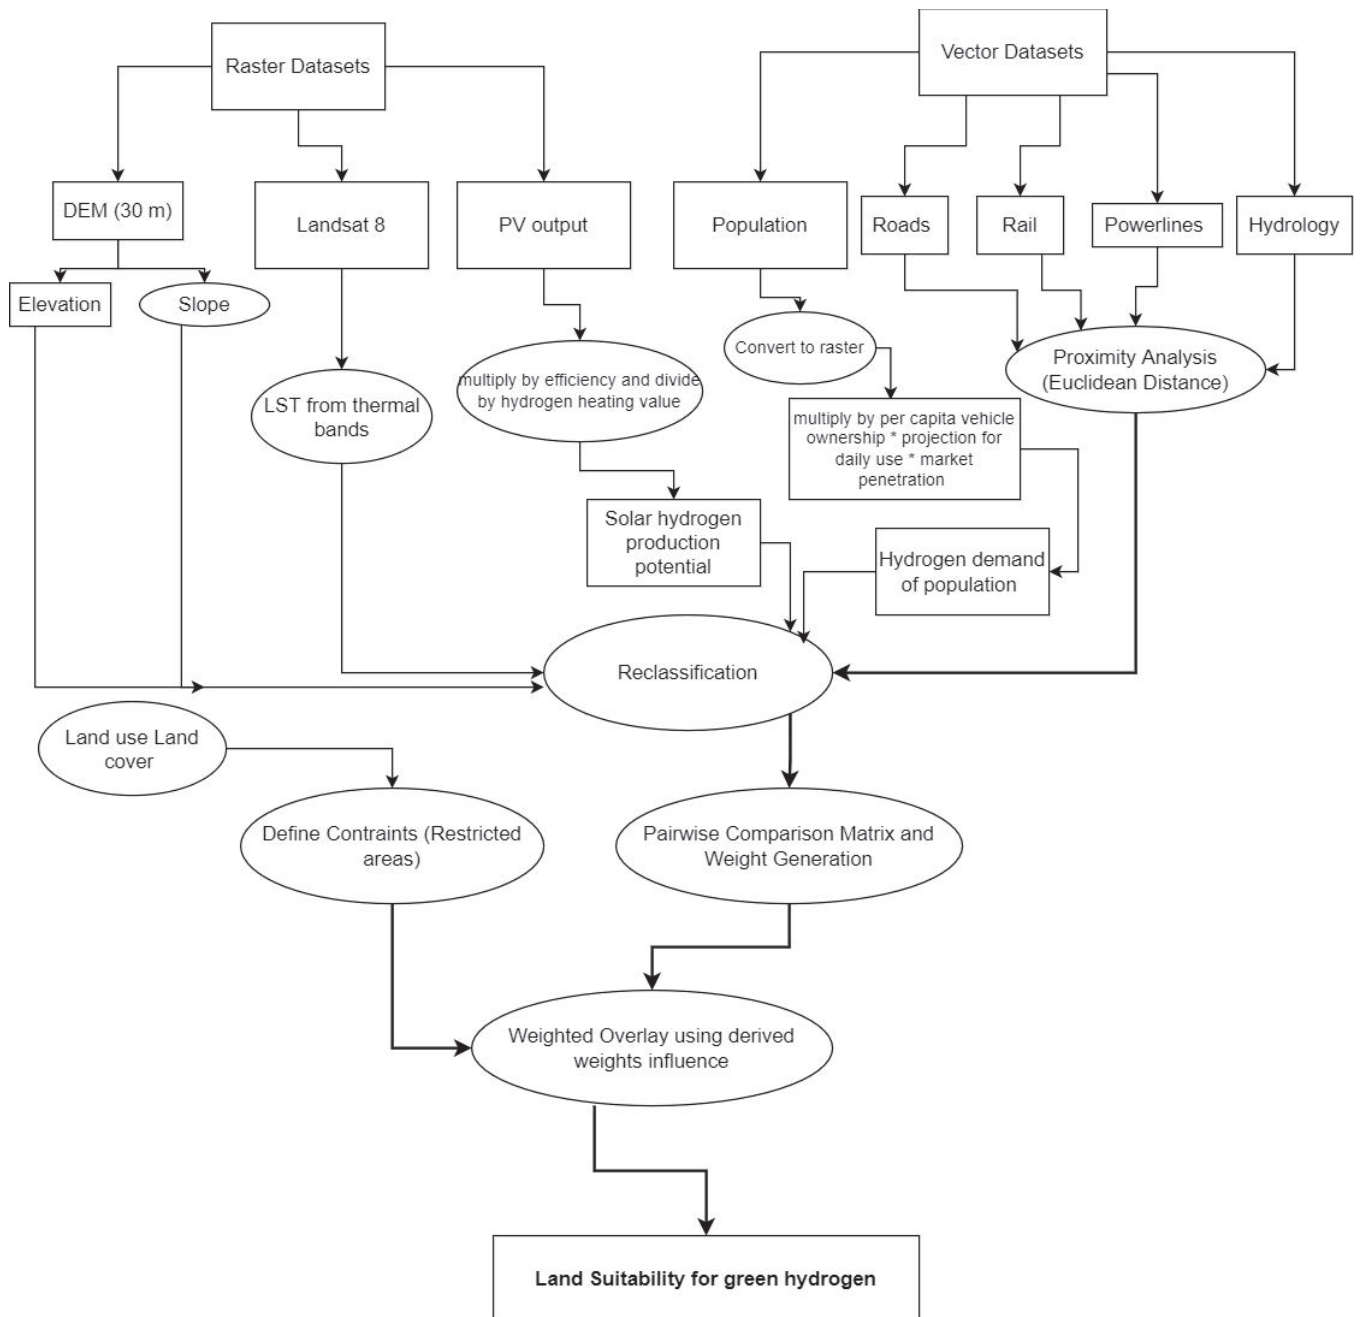 Raster Datasets
Vector Datasets
DEM (30 m)
Landsat 8
PV output
Population
Roads
Rail
Powerlines
Hydrology
Elevation
Slope
Convert to raster
Proximity Analysis
(Euclidean Distance)
LST from thermal
bands
multiply by efficiency and divide
by hydrogen heating value
multiply by per capita vehicle
ownership * projection for
daily use * market
penetration
Solar hydrogen
production
potential
Hydrogen demand
of population
Reclassification
Land use Land
cover
Define Contraints (Restricted
areas)
Pairwise Comparison Matrix and
Weight Generation
Weighted Overlay using derived
weights influence
Land Suitability for green hydrogen